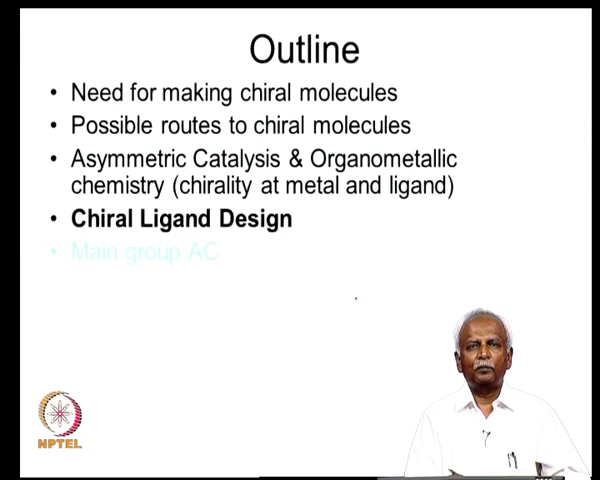 Outline
• Need for making chiral molecules
• Possible routes to chiral molecules
• Asymmetric Catalysis & Organometallic
chemistry (chirality at metal and ligand)
• Chiral Ligand Design
• Main group AC
NPTEL